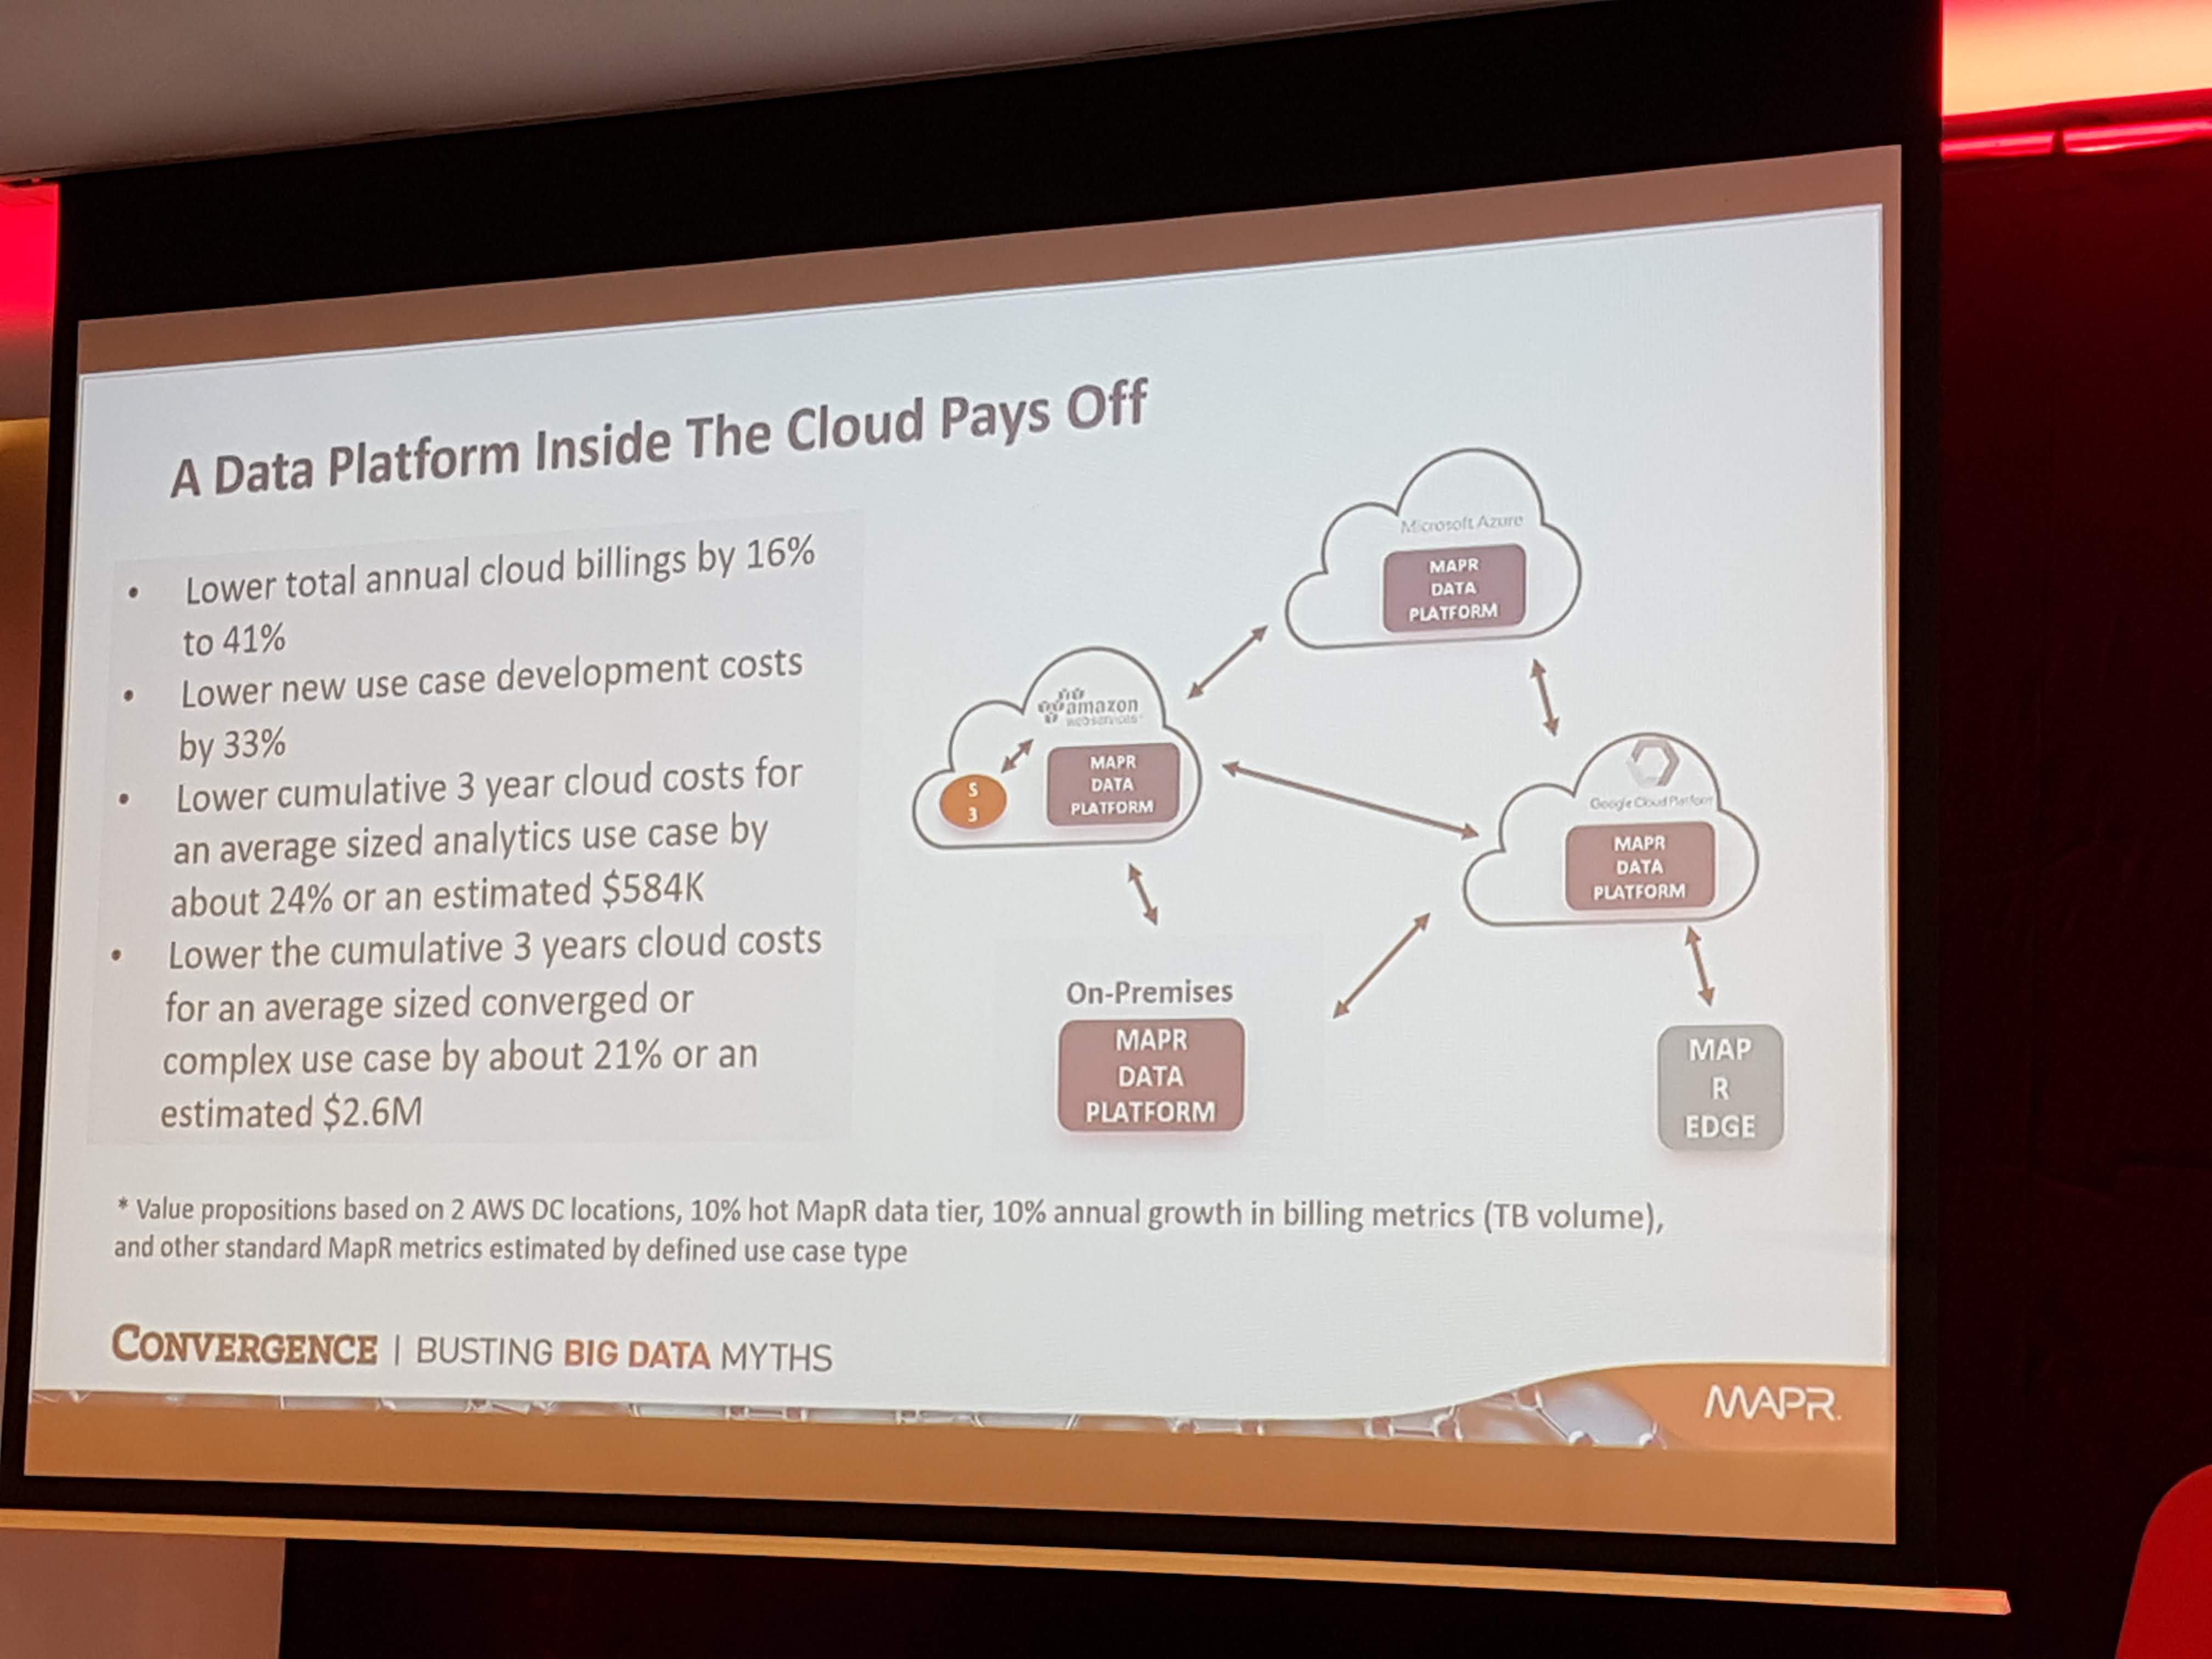 A Data Platform Inside The Cloud Pays Off
• Lower total annual cloud billings by 16%
to 41%
• Lower new use case development costs
by 33%
• Lower cumulative 3 year cloud costs for
an average sized analytics use case by
about 24% or an estimated $584K
• Lower the cumulative 3 years cloud costs
for an average sized converged or
complex use case by about 21% or an
estimated $2.6M
Microsoft Azure
MAPR
DATA
PLATFORM
amazon
web services
S
3
MAPR
DATA
PLATFORM
Google Cloud Platform
MAPR
DATA
PLATFORM
On-Premises
MAPR
DATA
PLATFORM
MAP
R
EDGE
* Value propositions based on 2 AWS DC locations, 10% hot MapR data tier, 10% annual growth in billing metrics (TB volume),
and other standard MapR metrics estimated by defined use case type
CONVERGENCE | BUSTING BIG DATA MYTHS
MAPR.